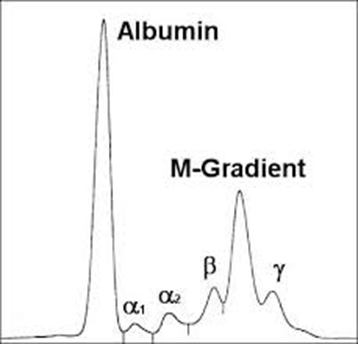 Albumin
M-Gradient
β
γ
α₁
α₂